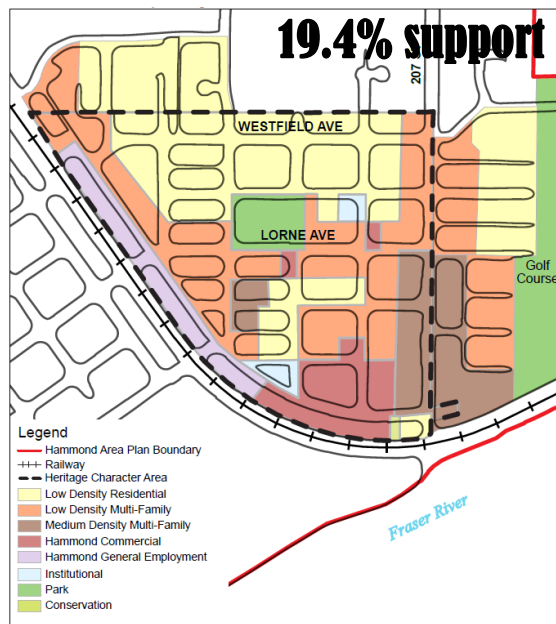 19.4% support
207 S
WESTFIELD AVE
LORNE AVE
Golf
Course
Legend
Hammond Area Plan Boundary
Railway
Heritage Character Area
Low Density Residential
Low Density Multi-Family
Medium Density Multi-Family
Hammond Commercial
Hammond General Employment
Institutional
Park
Conservation
Fraser River